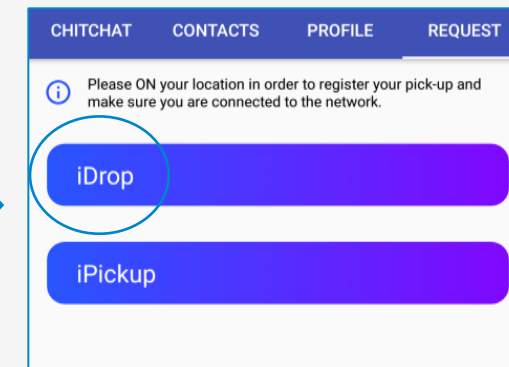 CHITCHAT CONTACTS PROFILE REQUEST
Please ON your location in order to register your pick-up and
make sure you are connected to the network.
iDrop
iPickup